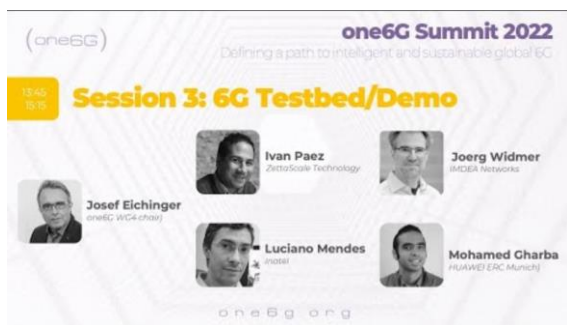 (one6G)
one6G Summit 2022
Defining a path to intelligent and sustainable global 6G
13:45
15:15
Session 3: 6G Testbed/Demo
Ivan Paez
ZettaScale Technology
Joerg Widmer
IMDEA Networks
Josef Eichinger
one6G WG4 chair)
Luciano Mendes
Inatel
Mohamed Gharba
HUAWEI ERC Munich)
one6g.org